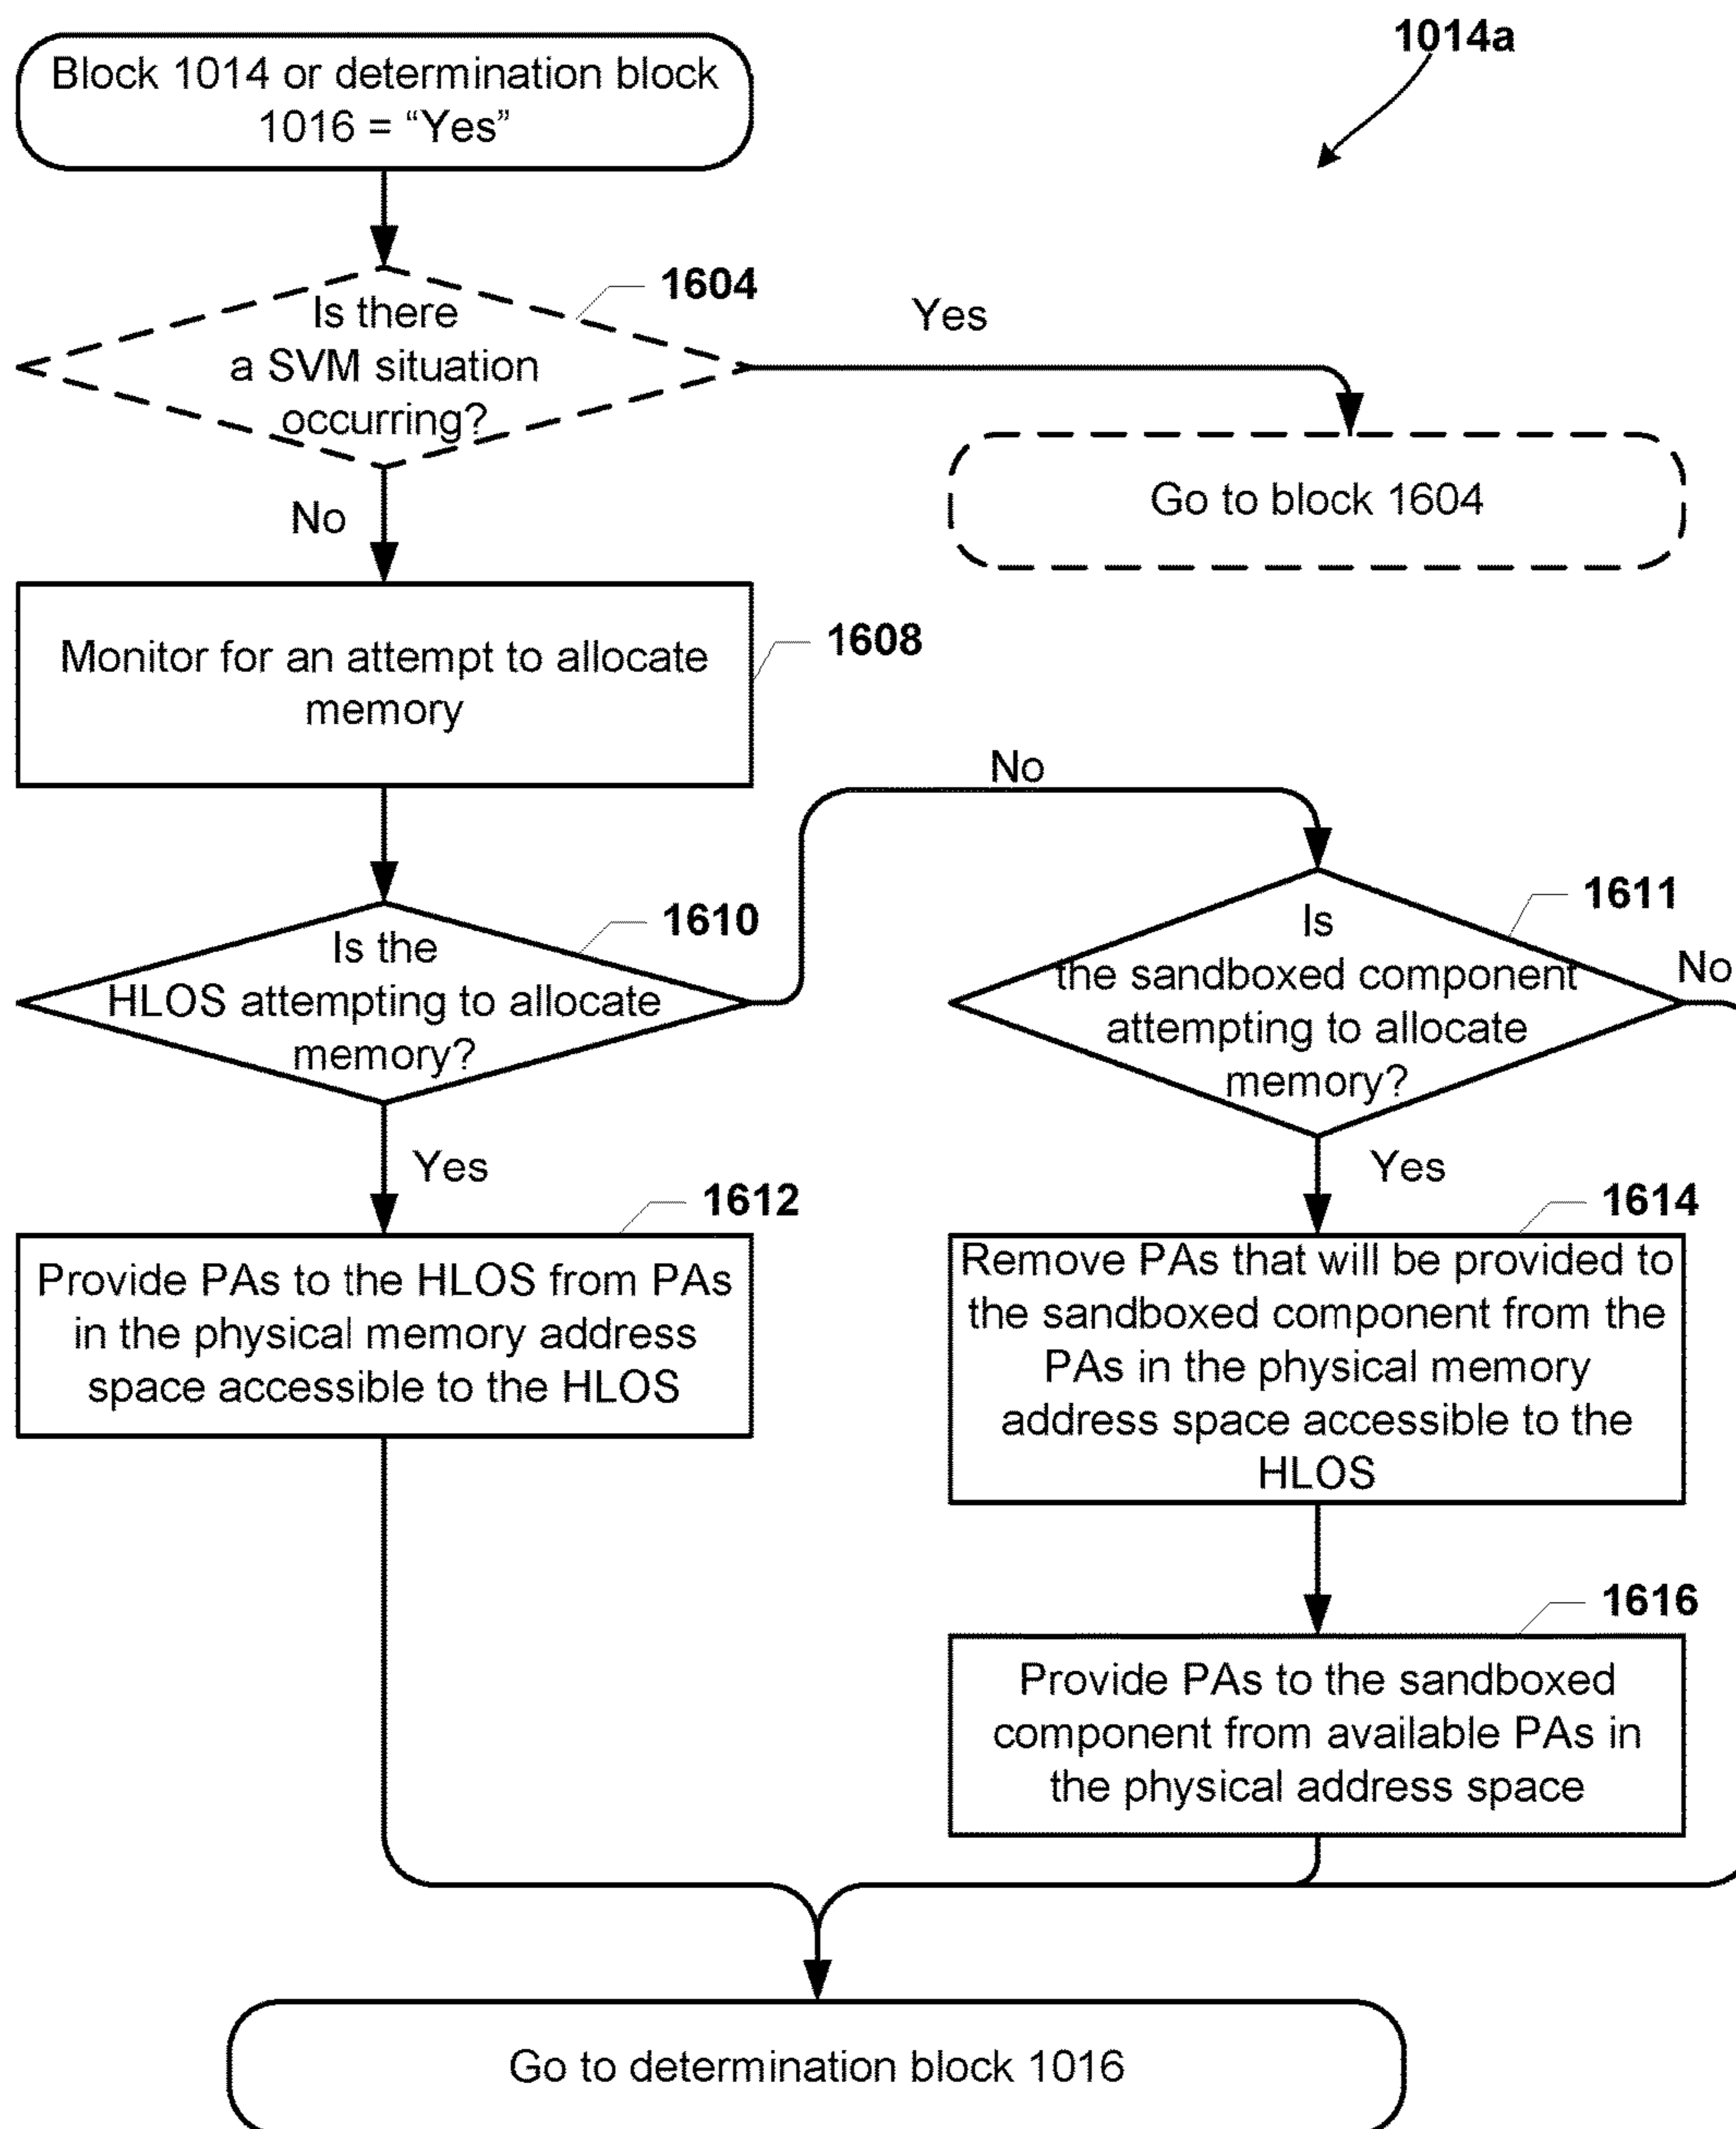 1014a
Block 1014 or determination block
1016 = “Yes”
1604
Is there
a SVM situation
occurring?
Yes
Go to block 1604
No
Monitor for an attempt to allocate
memory
1608
No
1610
Is the
HLOS attempting to allocate
memory?
1611
Is
the sandboxed component
attempting to allocate
memory?
No
Yes
Yes
1612
Provide PAs to the HLOS from PAs
in the physical memory address
space accessible to the HLOS
1614
Remove PAs that will be provided to
the sandboxed component from the
PAs in the physical memory
address space accessible to the
HLOS
1616
Provide PAs to the sandboxed
component from available PAs in
the physical address space
Go to determination block 1016